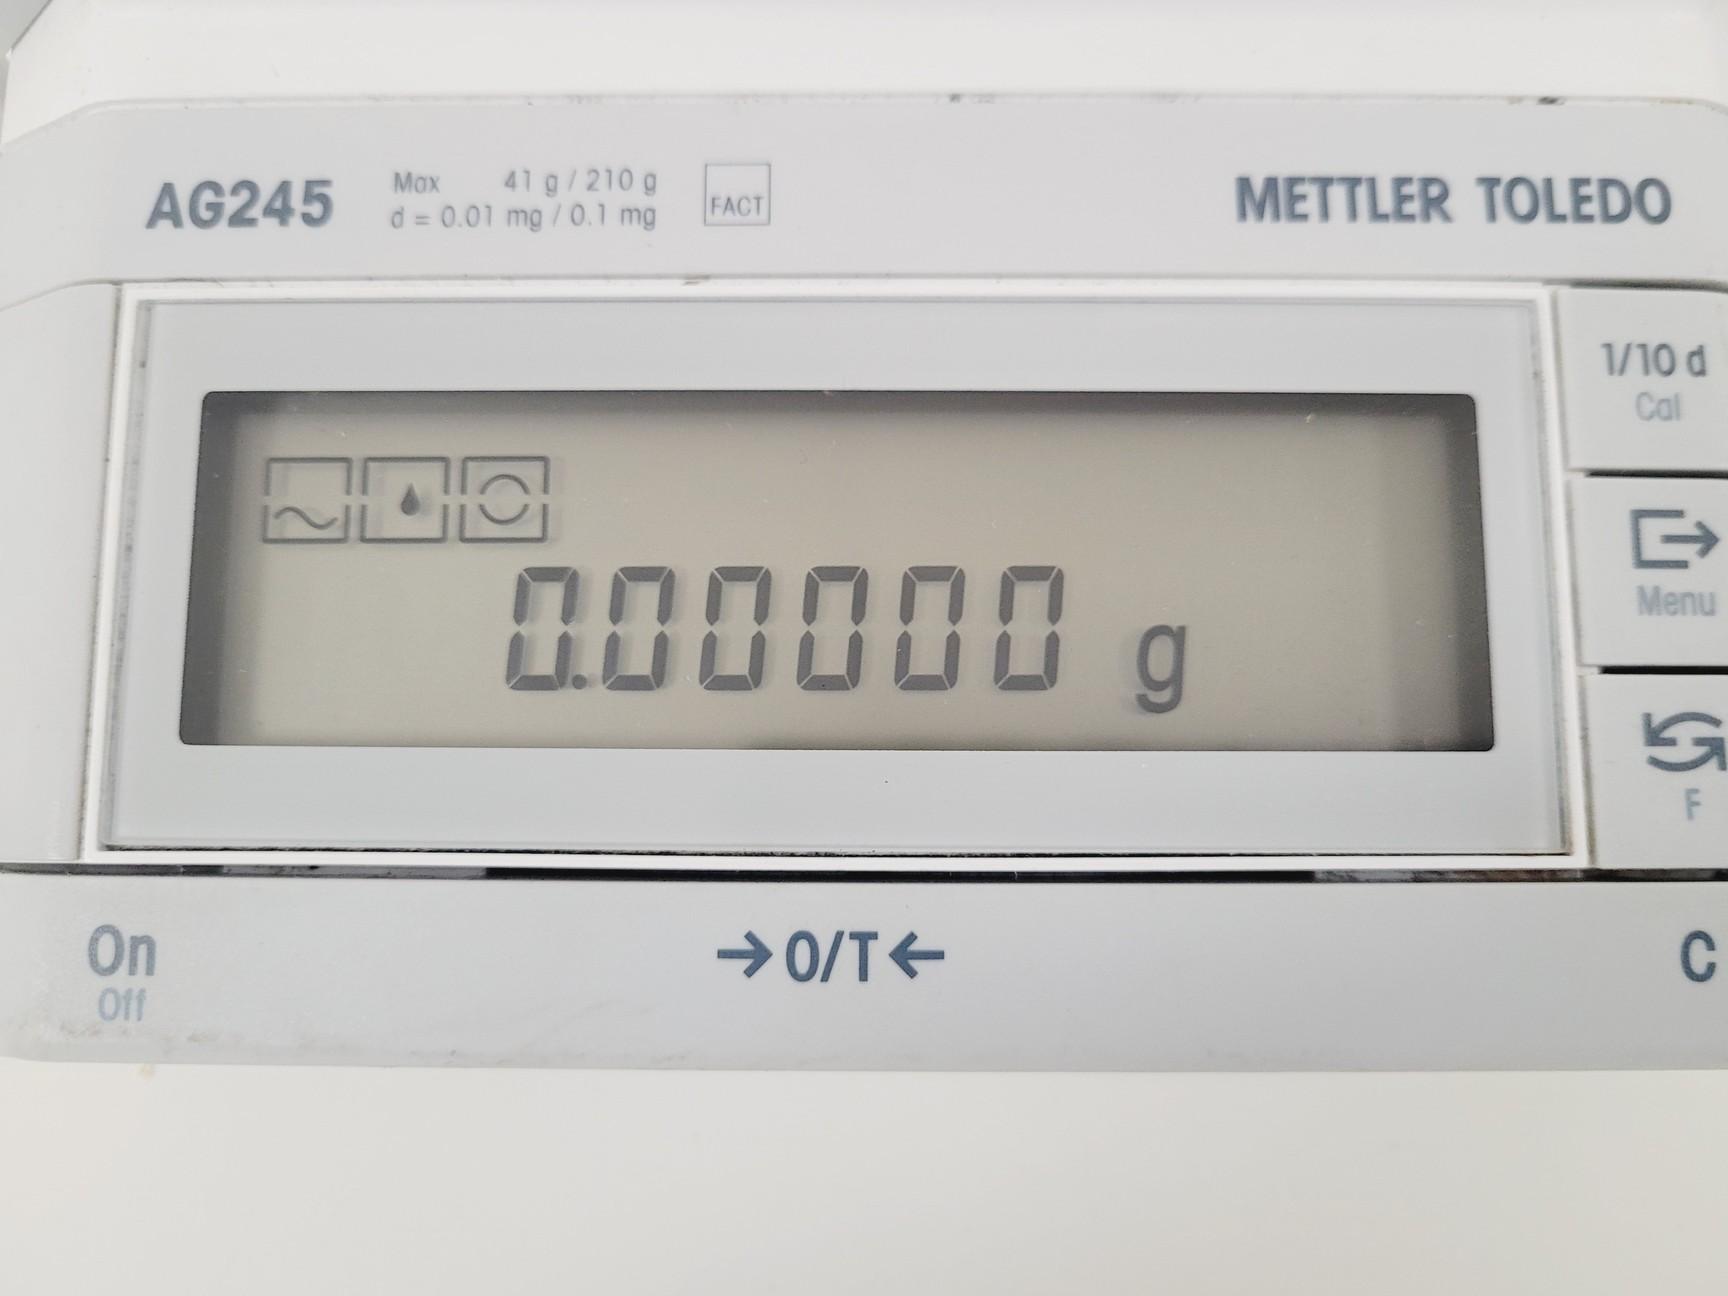 AG245
Max 41 g / 210 g
d = 0.01 mg / 0.1 mg
FACT
METTLER TOLEDO
1/10 d
Cal
0.00000 g
Menu
F
On
Off
→O/T←
C